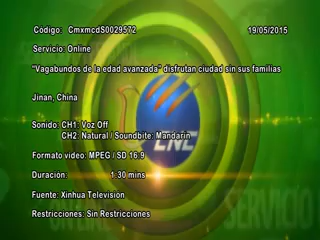 Código: CmxmcdS0029572 19/05/2015
Servicio: Online
"Vagabundos de la edad avanzada" disfrutan ciudad sin sus familias
Jinan, China
Sonido: CH1: Voz Off
CH2: Natural / Soundbite: Mandarín
Formato video: MPEG / SD 16:9
Duración: 1:30 mins
Fuente: Xinhua Televisión
Restricciones: Sin Restricciones
CNC
SERVICIO